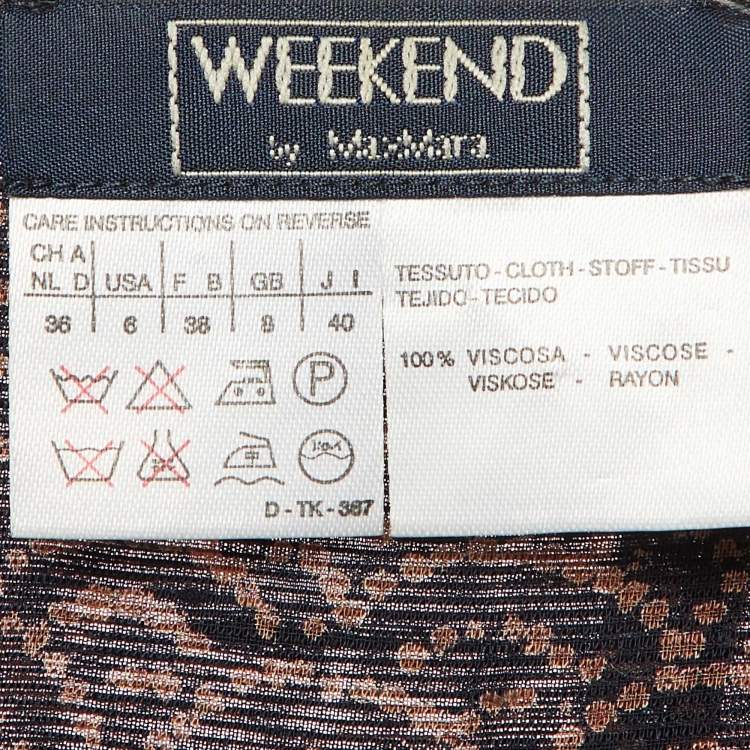 WEEKEND
by MaxMara
CARE INSTRUCTIONS ON REVERSE
CH A
NL D USA F B GB J I
36 6 38 8 40
P
D - TK - 367
TESSUTO - CLOTH - STOFF - TISSU
TEJIDO - TECIDO
100% VISCOSA - VISCOSE -
VISKOSE - RAYON